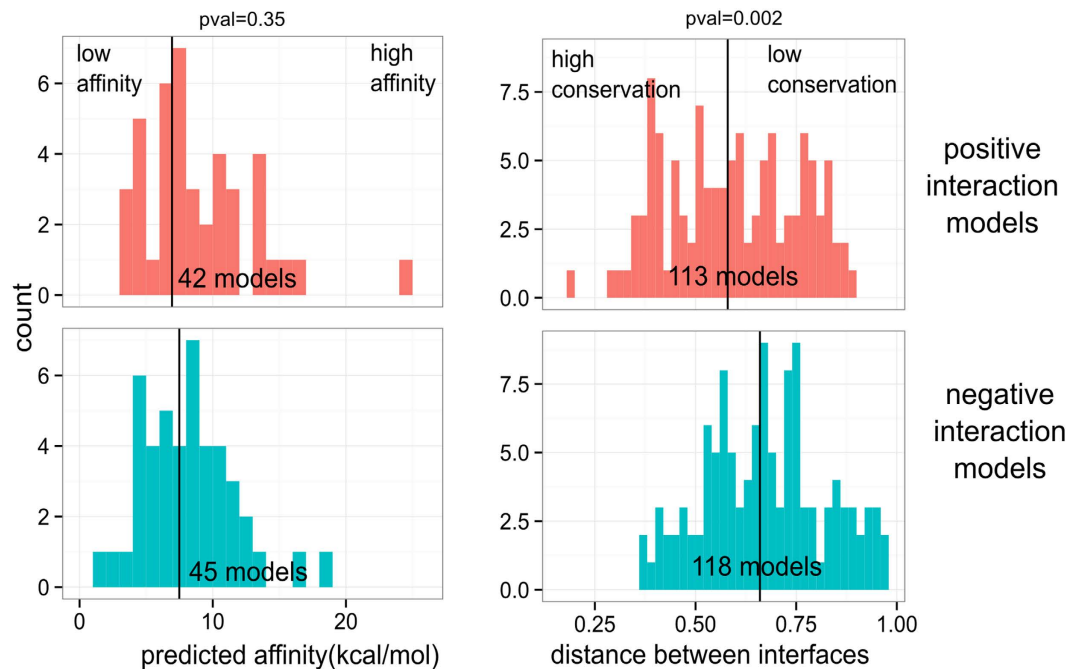 pval=0.35
pval=0.002
low
affinity
high
affinity
high
conservation
low
conservation
6
4
2
0
42 models
7.5
5.0
2.5
0.0
113 models
positive
interaction
models
count
6
4
2
0
45 models
7.5
5.0
2.5
0.0
118 models
negative
interaction
models
0
10
20
0.25
0.50
0.75
1.00
predicted affinity(kcal/mol)
distance between interfaces